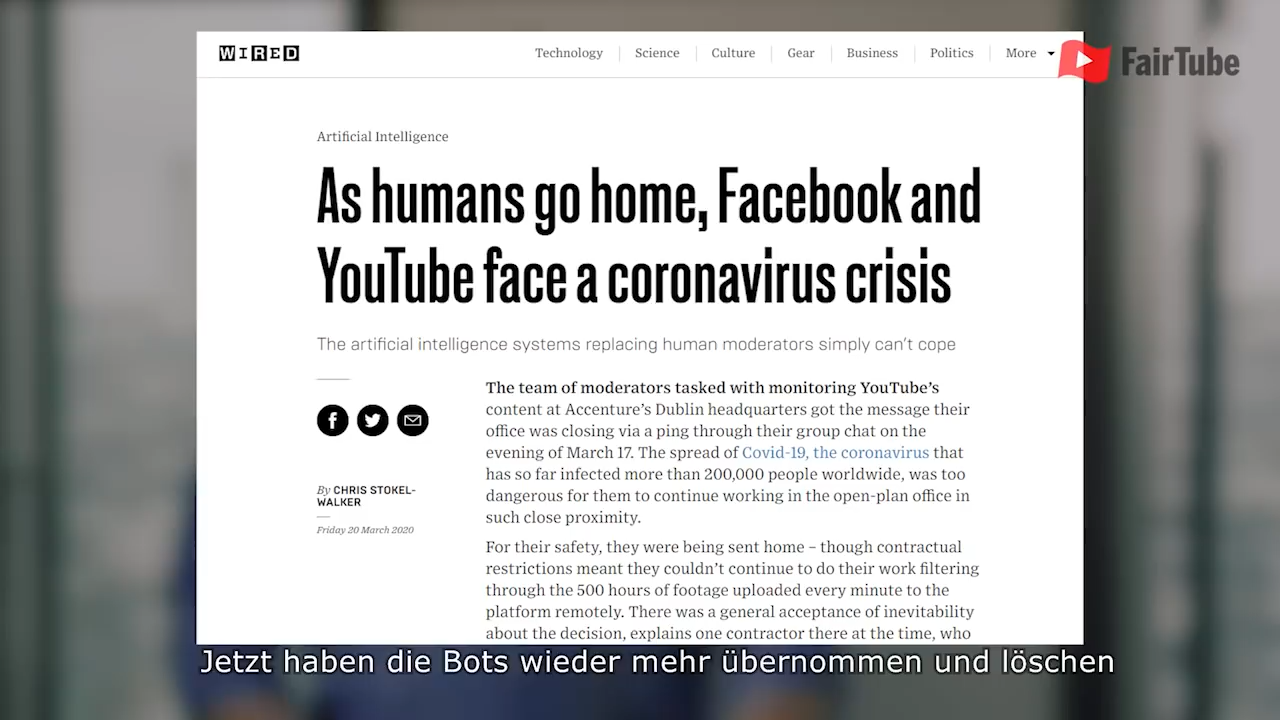 WIRED
Technology
Science
Culture
Gear
Business
Politics
More
FairTube
Artificial Intelligence
As humans go home, Facebook and
YouTube face a coronavirus crisis
The artificial intelligence systems replacing human moderators simply can't cope
By CHRIS STOKEL-
WALKER
Friday 20 March 2020
The team of moderators tasked with monitoring YouTube's
content at Accenture's Dublin headquarters got the message their
office was closing via a ping through their group chat on the
evening of March 17. The spread of Covid-19, the coronavirus that
has so far infected more than 200,000 people worldwide, was too
dangerous for them to continue working in the open-plan office in
such close proximity.
For their safety, they were being sent home – though contractual
restrictions meant they couldn't continue to do their work filtering
through the 500 hours of footage uploaded every minute to the
platform remotely. There was a general acceptance of inevitability
about the decision, explains one contractor there at the time, who
Jetzt haben die Bots wieder mehr übernommen und löschen